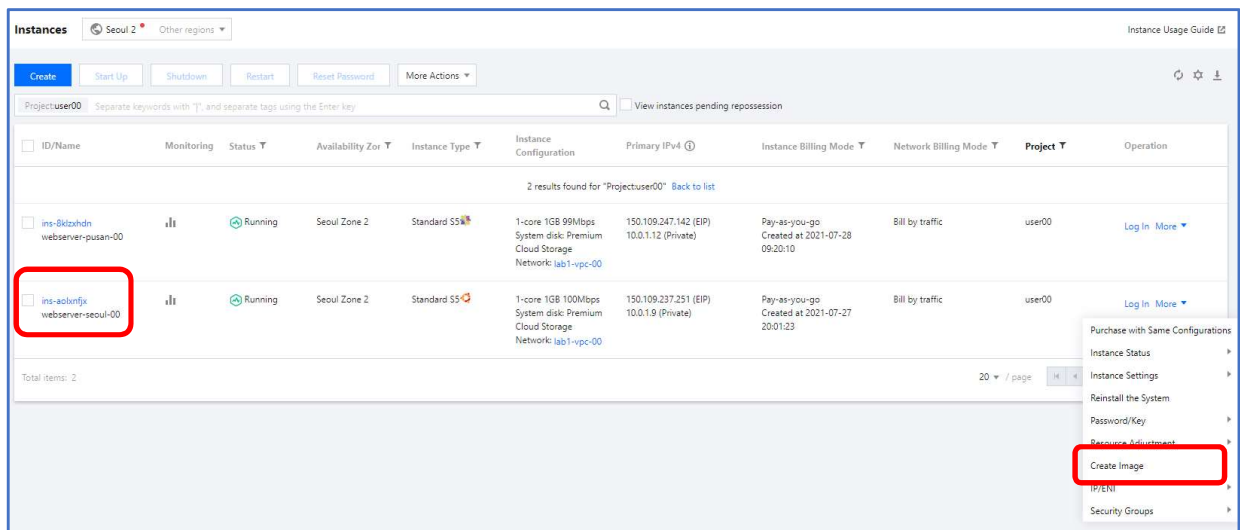 Instances Seoul 2 Other regions Instance Usage Guide
Create Start Up Shutdown Restart Reset Password More Actions
Project:user00 Separate keywords with "|", and separate tags using the Enter key View instances pending repossession
ID/Name Monitoring Status Availability Zor Instance Type Instance Configuration Primary IPv4 Instance Billing Mode Network Billing Mode Project Operation
2 results found for "Project:user00" Back to list
ins-8klzxhdn Running Seoul Zone 2 Standard S5 1-core 1GB 99Mbps 150.109.247.142 (EIP) Pay-as-you-go Bill by traffic user00 Log In More
webserver-pusan-00 System disk: Premium 10.0.1.12 (Private) Created at 2021-07-28
Cloud Storage 09:20:10
Network: lab1-vpc-00
ins-aolxnfjx Running Seoul Zone 2 Standard S5 1-core 1GB 100Mbps 150.109.237.251 (EIP) Pay-as-you-go Bill by traffic user00 Log In More
webserver-seoul-00 System disk: Premium 10.0.1.9 (Private) Created at 2021-07-27
Cloud Storage 20:01:23
Network: lab1-vpc-00
Total items: 2 20 / page
Purchase with Same Configurations
Instance Status
Instance Settings
Reinstall the System
Password/Key
Resource Adjustment
Create Image
IP/ENI
Security Groups